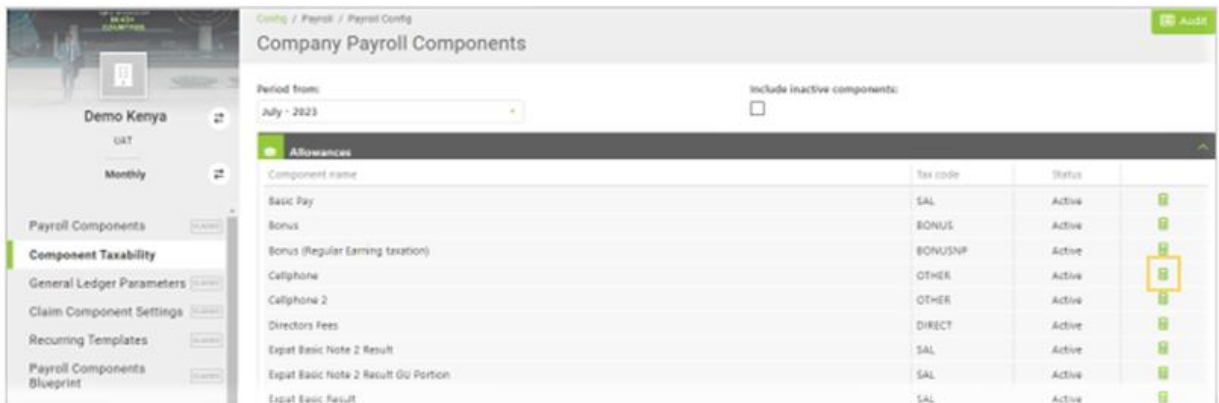 Config / Payroll / Payroll Config
Audit
Company Payroll Components
Period from:
Include inactive components:
July - 2023
Demo Kenya
UAT
Monthly
Allowances
Component name Tax code Status
Basic Pay SAL Active
Bonus BONUS Active
Bonus (Regular Earning taxation) BONUSNP Active
Cellphone OTHER Active
Cellphone 2 OTHER Active
Directors Fees DIRECT Active
Expat Basic Note 2 Result SAL Active
Expat Basic Note 2 Result GU Portion SAL Active
Expat Basic Result SAL Active
Payroll Components
Component Taxability
General Ledger Parameters
Claim Component Settings
Recurring Templates
Payroll Components
Blueprint